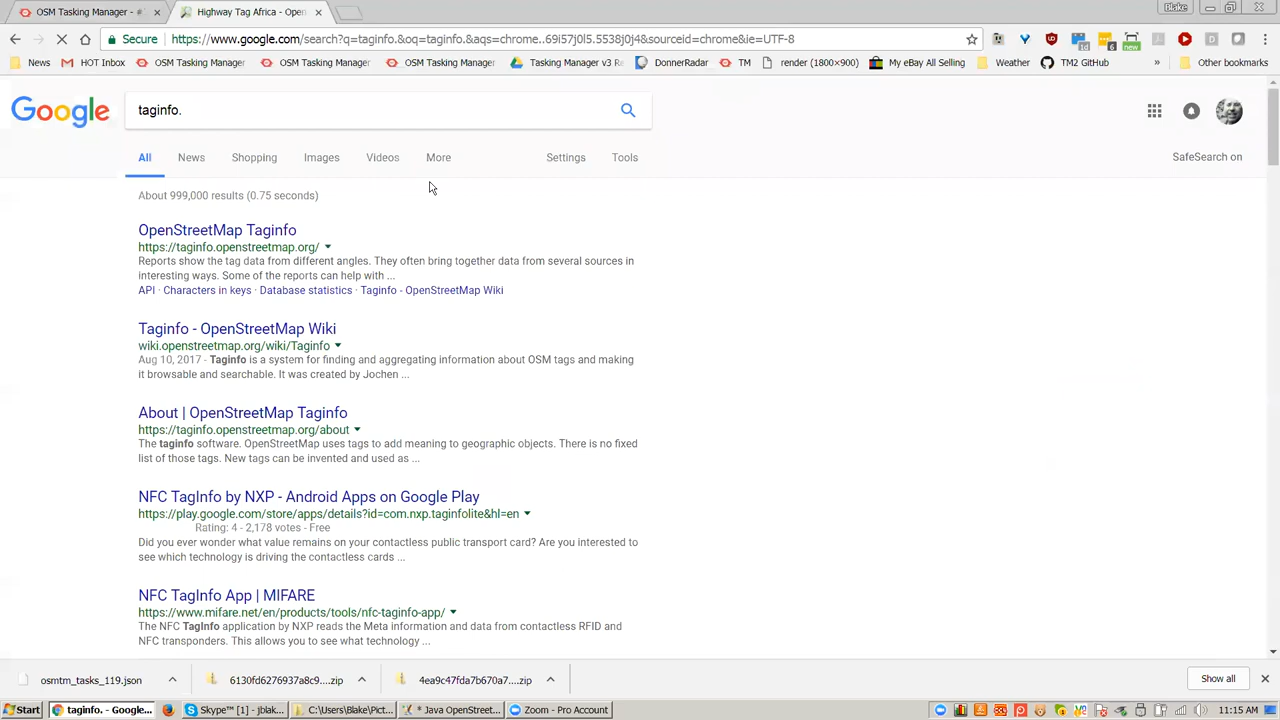 OSM Tasking Manager - #
Highway Tag Africa - Open
Blake
Secure
https://www.google.com/search?q=taginfo.&oq=taginfo.&aqs=chrome..69i57j0l5.5538j0j4&sourceid=chrome&ie=UTF-8
News HOT Inbox OSM Tasking Manager OSM Tasking Manager OSM Tasking Manager Tasking Manager v3 R DonnerRadar TM render (1800×900) My eBay All Selling Weather TM2 GitHub » Other bookmarks
Google
taginfo.
All News Shopping Images Videos More Settings Tools
SafeSearch on
About 999,000 results (0.75 seconds)
OpenStreetMap Taginfo
https://taginfo.openstreetmap.org/
Reports show the tag data from different angles. They often bring together data from several sources in
interesting ways. Some of the reports can help with ...
API · Characters in keys · Database statistics · Taginfo - OpenStreetMap Wiki
Taginfo - OpenStreetMap Wiki
wiki.openstreetmap.org/wiki/Taginfo
Aug 10, 2017 - Taginfo is a system for finding and aggregating information about OSM tags and making
it browsable and searchable. It was created by Jochen ...
About | OpenStreetMap Taginfo
https://taginfo.openstreetmap.org/about
The taginfo software. OpenStreetMap uses tags to add meaning to geographic objects. There is no fixed
list of those tags. New tags can be invented and used as ...
NFC TagInfo by NXP - Android Apps on Google Play
https://play.google.com/store/apps/details?id=com.nxp.taginfolite&hl=en
Rating: 4 - 2,178 votes - Free
Did you ever wonder what value remains on your contactless public transport card? Are you interested to
see which technology is driving the contactless cards ...
NFC TagInfo App | MIFARE
https://www.mifare.net/en/products/tools/nfc-taginfo-app/
The NFC TagInfo application by NXP reads the Meta information and data from contactless RFID and
NFC transponders. This allows you to see what technology ...
osmtm_tasks_119.json
6130fd6276937a8c9....zip
4ea9c47fda7b670a7....zip
Show all
Start
taginfo. - Google...
Skype™ [1] - jblak...
C:\Users\Blake\Pict...
* Java OpenStreet...
Zoom - Pro Account
11:15 AM